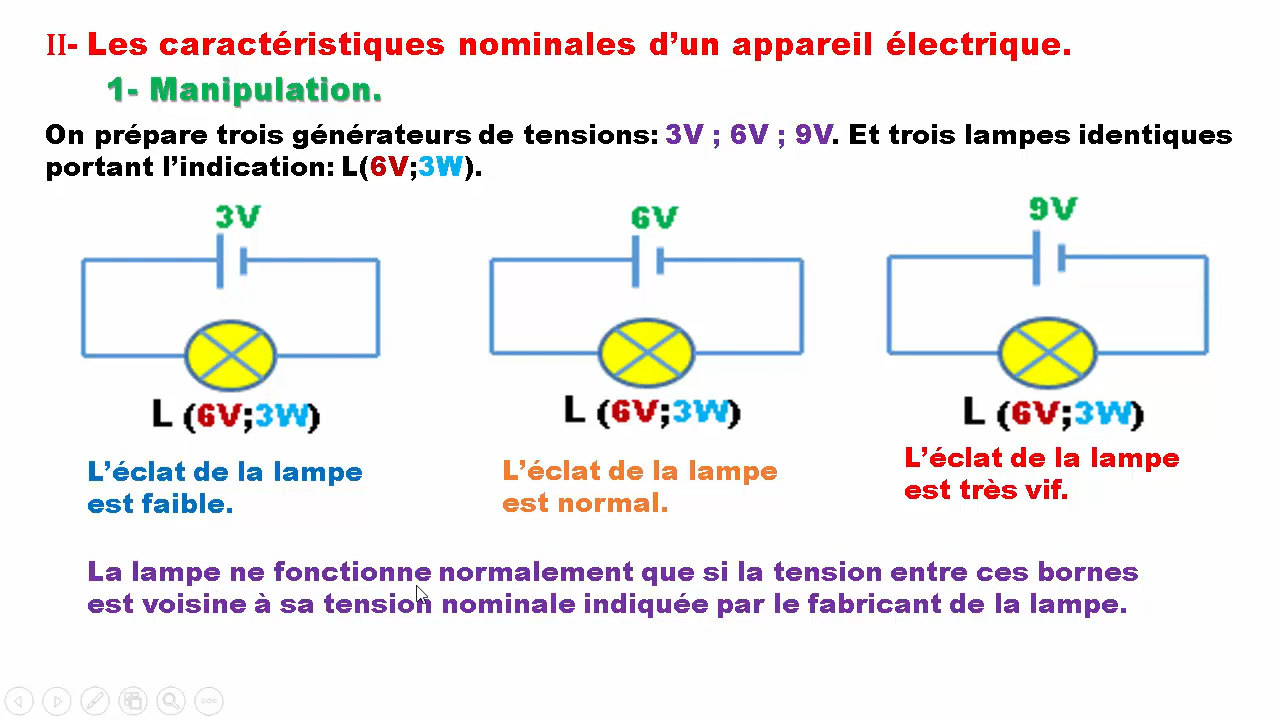 II- Les caractéristiques nominales d’un appareil électrique.
1- Manipulation.
On prépare trois générateurs de tensions: 3V ; 6V ; 9V. Et trois lampes identiques
portant l’indication: L(6V;3W).
3V
6V
9V
L (6V;3W)
L (6V;3W)
L (6V;3W)
L’éclat de la lampe
est faible.
L’éclat de la lampe
est normal.
L’éclat de la lampe
est très vif.
La lampe ne fonctionne normalement que si la tension entre ces bornes
est voisine à sa tension nominale indiquée par le fabricant de la lampe.